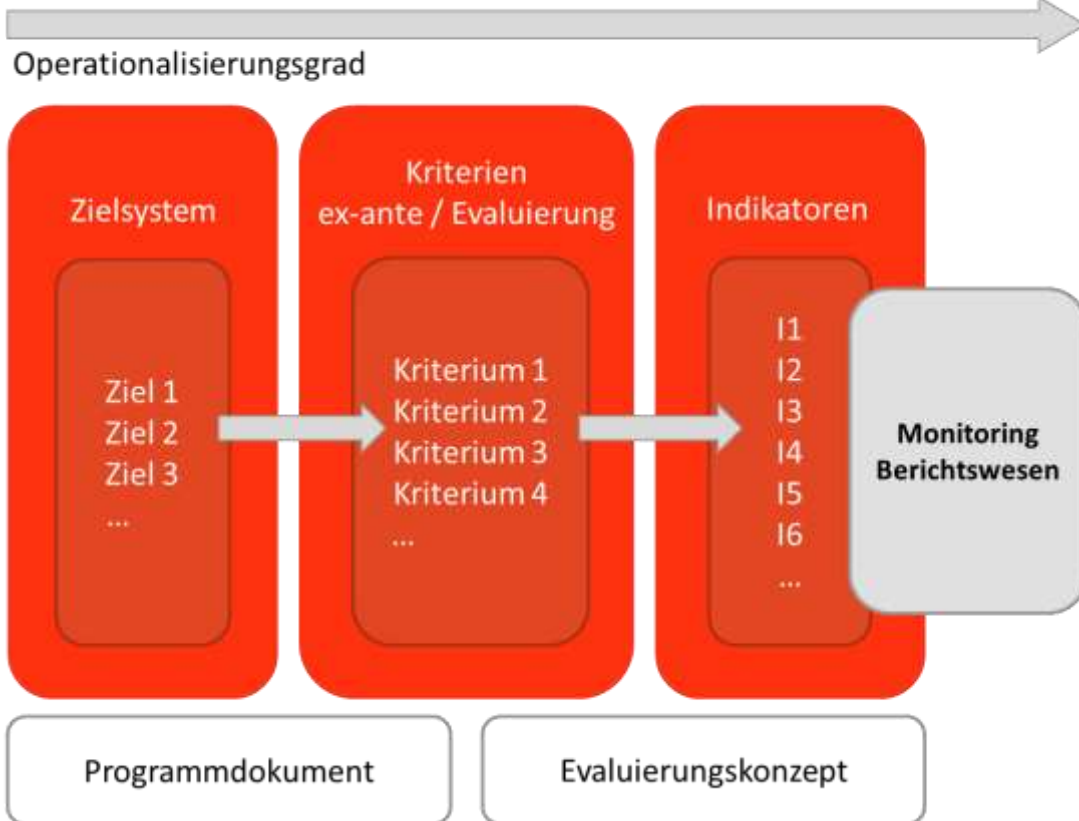 Operationalisierungsgrad
Zielsystem
Ziel 1
Ziel 2
Ziel 3
...
Kriterien
ex-ante / Evaluierung
Kriterium 1
Kriterium 2
Kriterium 3
Kriterium 4
...
Indikatoren
I1
I2
I3
I4
I5
I6
...
Monitoring
Berichtswesen
Programmdokument
Evaluierungskonzept